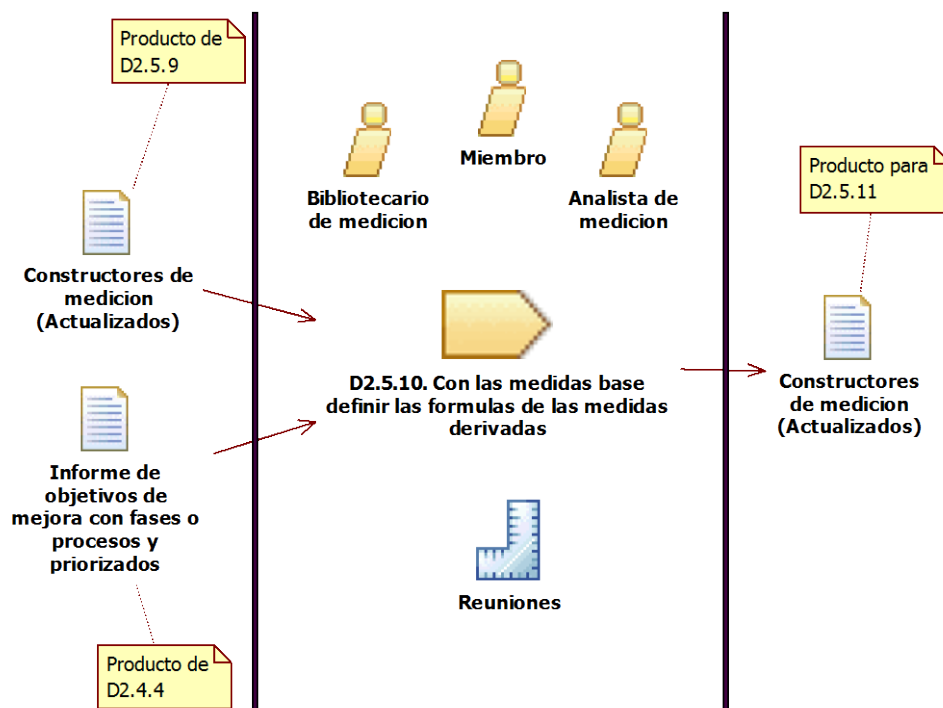 Producto de
D2.5.9
Constructores de
medicion
(Actualizados)
Informe de
objetivos de
mejora con fases o
procesos y
priorizados
Producto de
D2.4.4
Miembro
Bibliotecario
de medicion
Analista de
medicion
D2.5.10. Con las medidas base
definir las formulas de las medidas
derivadas
Reuniones
Producto para
D2.5.11
Constructores
de medicion
(Actualizados)